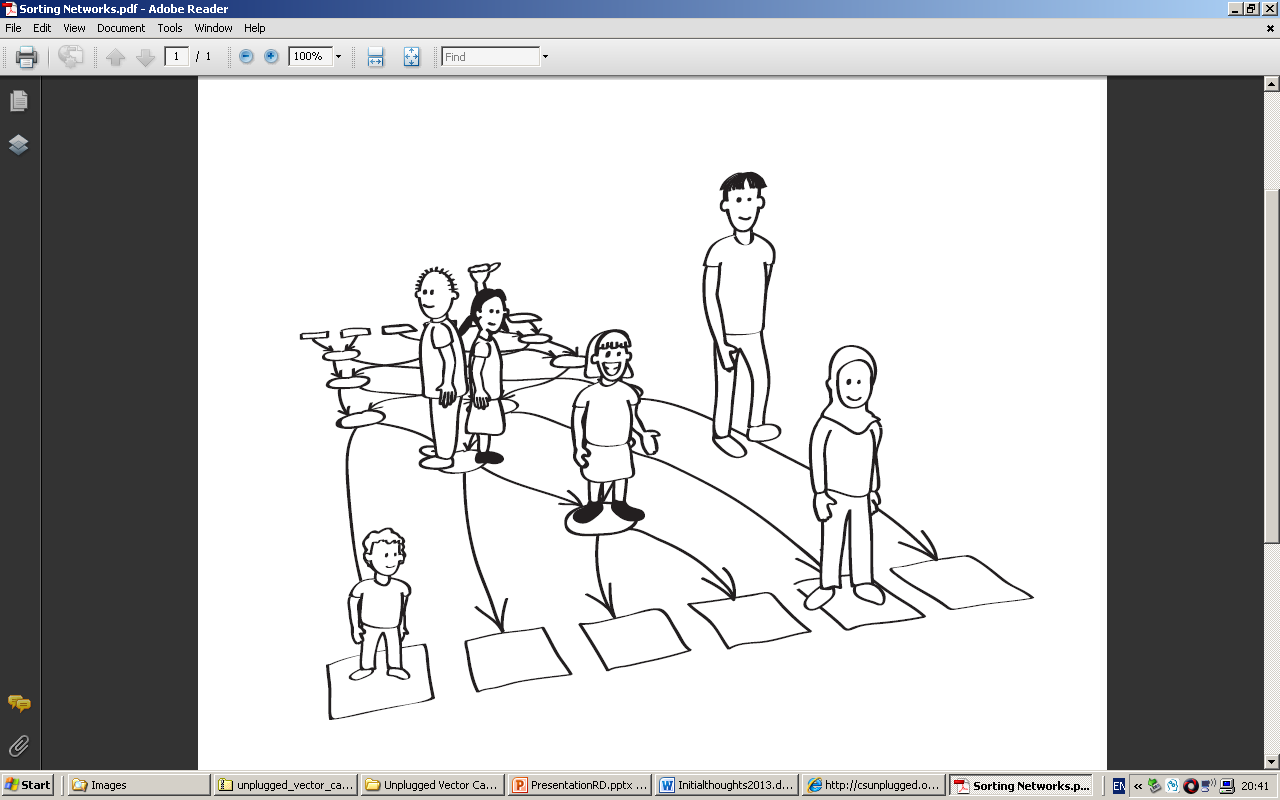 Sorting Networks.pdf - Adobe Reader
File Edit View Document Tools Window Help
1 / 1 100% Find
Start Images unplugged_vector_ca... Unplugged Vector Ca... PresentationRD.pptx ... Initialthoughts2013.d... http://csunplugged.o... Sorting Networks.p... EN « 20:41